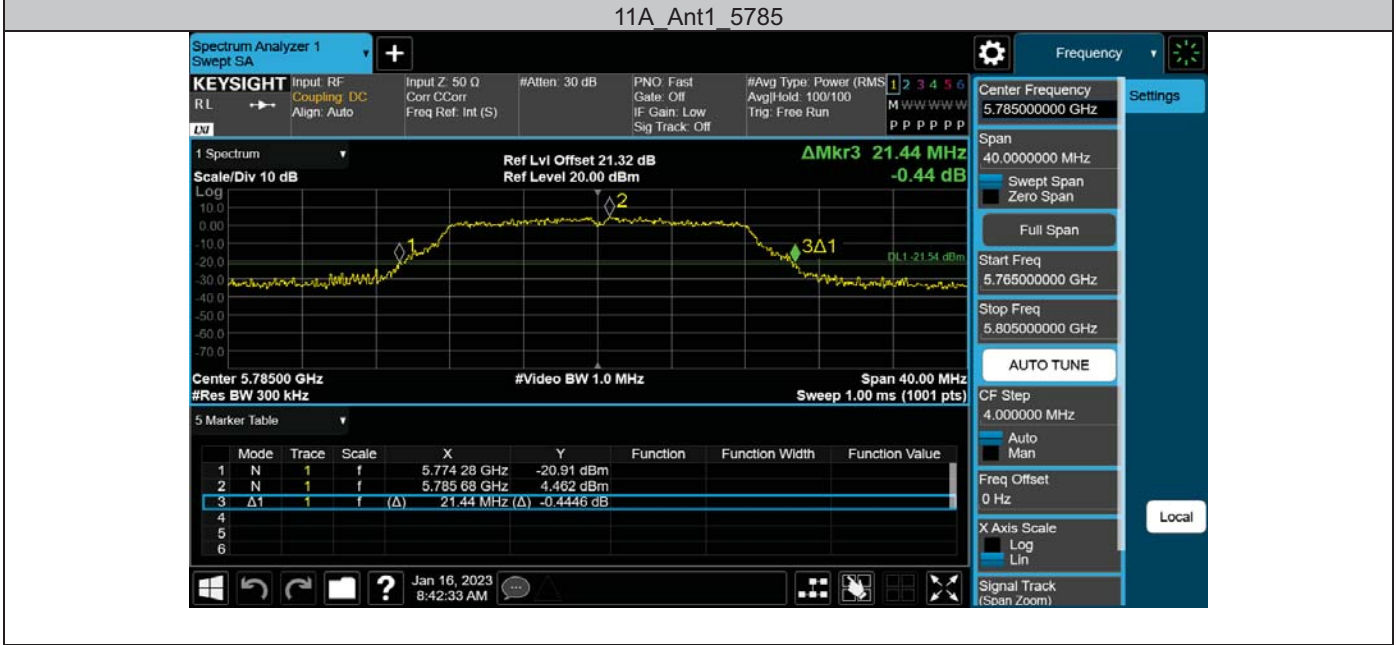 11A_Ant1_5785
Spectrum Analyzer 1
Swept SA
+
Frequency
KEYSIGHT
RL
LXI
Input: RF
Coupling: DC
Align: Auto
Input Z: 50 Ω
Corr CCorr
Freq Ref: Int (S)
#Atten: 30 dB
PNO: Fast
Gate: Off
IF Gain: Low
Sig Track: Off
#Avg Type: Power (RMS
Avg|Hold: 100/100
Trig: Free Run
1 2 3 4 5 6
M W W W W W
P P P P P P
1 Spectrum
Scale/Div 10 dB
Ref Lvl Offset 21.32 dB
Ref Level 20.00 dBm
ΔMkr3 21.44 MHz
-0.44 dB
Log
10.0
0.00
-10.0
-20.0
-30.0
-40.0
-50.0
-60.0
-70.0
1
2
3Δ1
DL1 -21.54 dBm
Center 5.78500 GHz
#Video BW 1.0 MHz
Span 40.00 MHz
#Res BW 300 kHz
Sweep 1.00 ms (1001 pts)
5 Marker Table
Mode Trace Scale X Y Function Function Width Function Value
1 N 1 f 5.774 28 GHz -20.91 dBm
2 N 1 f 5.785 68 GHz 4.462 dBm
3 Δ1 1 f (Δ) 21.44 MHz (Δ) -0.4446 dB
4
5
6
Center Frequency
5.785000000 GHz
Span
40.0000000 MHz
Swept Span
Zero Span
Full Span
Start Freq
5.765000000 GHz
Stop Freq
5.805000000 GHz
AUTO TUNE
CF Step
4.000000 MHz
Auto
Man
Freq Offset
0 Hz
X Axis Scale
Log
Lin
Signal Track
(Span Zoom)
Settings
Local
?
Jan 16, 2023
8:42:33 AM